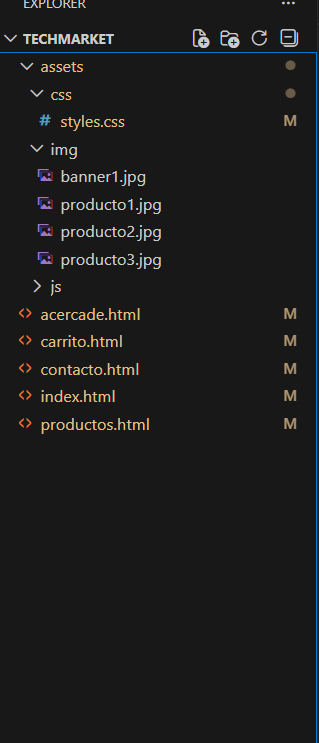 EXPLORER
TECHMARKET
assets
css
# styles.css M
img
banner1.jpg
producto1.jpg
producto2.jpg
producto3.jpg
js
<> acercade.html M
<> carrito.html M
<> contacto.html M
<> index.html M
<> productos.html M